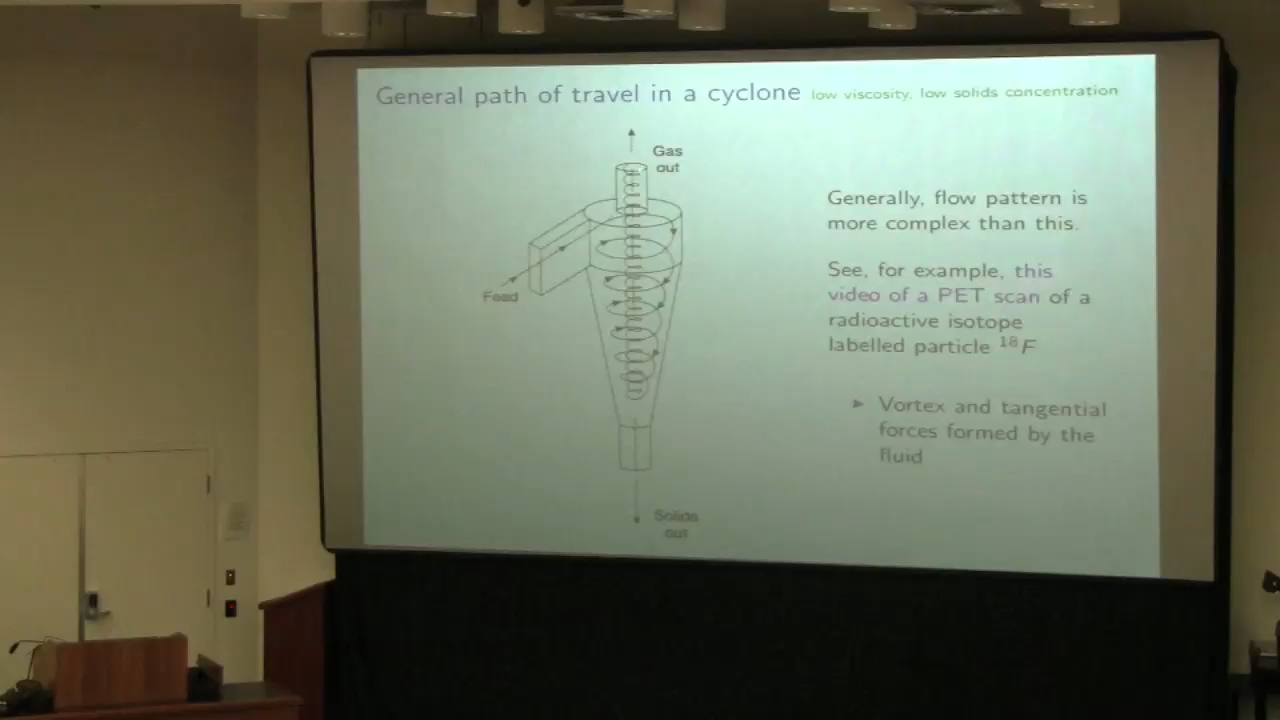 General path of travel in a cyclone low viscosity, low solids concentration
Gas
out
Feed
Solids
out
Generally, flow pattern is
more complex than this.
See, for example, this
video of a PET scan of a
radioactive isotope
labelled particle ¹⁸F
► Vortex and tangential
forces formed by the
fluid